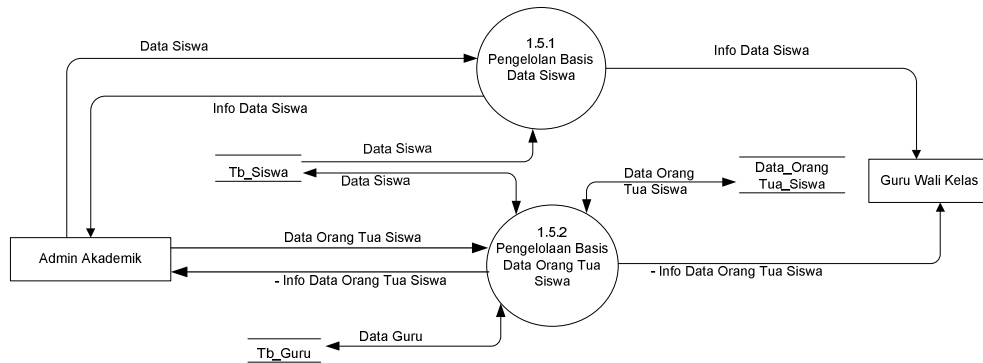 Data Siswa
1.5.1
Pengelolan Basis
Data Siswa
Info Data Siswa
Info Data Siswa
Data Siswa
Tb_Siswa
Data Siswa
Data Orang
Tua Siswa
Data_Orang
Tua_Siswa
Guru Wali Kelas
Admin Akademik
Data Orang Tua Siswa
- Info Data Orang Tua Siswa
1.5.2
Pengelolaan Basis
Data Orang Tua
Siswa
- Info Data Orang Tua Siswa
Data Guru
Tb_Guru